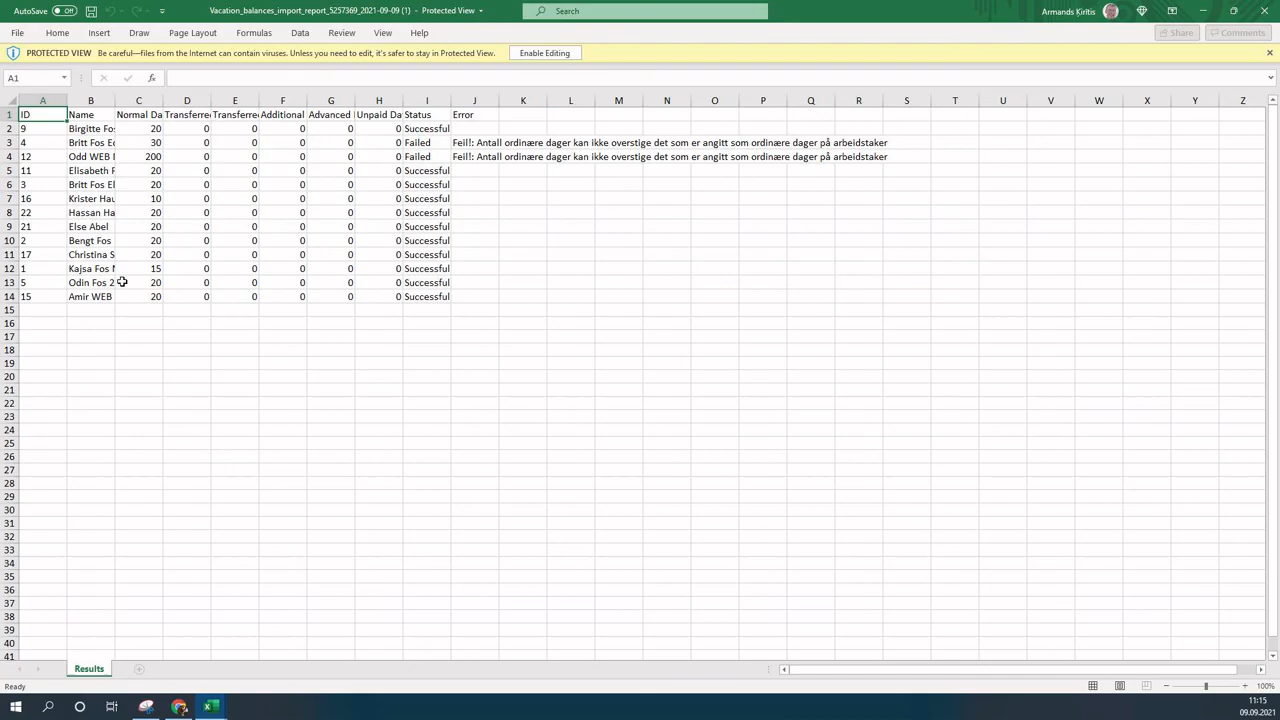 AutoSave Off Vacation_balances_import_report_5257369_2021-09-09 (1) - Protected View Search Armands Ķirītis
File Home Insert Draw Page Layout Formulas Data Review View Help Share Comments
PROTECTED VIEW Be careful—files from the Internet can contain viruses. Unless you need to edit, it's safer to stay in Protected View. Enable Editing
A1 fx
A B C D E F G H I J K L M N O P Q R S T U V W X Y Z
1 ID Name Normal Da Transferre Transferre Additional Advanced Unpaid Da Status Error
2 9 Birgitte Fos 20 0 0 0 0 0 Successful
3 4 Britt Fos Ec 30 0 0 0 0 0 Failed Feil!: Antall ordinære dager kan ikke overstige det som er angitt som ordinære dager på arbeidstaker
4 12 Odd WEB 200 0 0 0 0 0 Failed Feil!: Antall ordinære dager kan ikke overstige det som er angitt som ordinære dager på arbeidstaker
5 11 Elisabeth F 20 0 0 0 0 0 Successful
6 3 Britt Fos El 20 0 0 0 0 0 Successful
7 16 Krister Hau 10 0 0 0 0 0 Successful
8 22 Hassan Ha 20 0 0 0 0 0 Successful
9 21 Else Abel 20 0 0 0 0 0 Successful
10 2 Bengt Fos 20 0 0 0 0 0 Successful
11 17 Christina S 20 0 0 0 0 0 Successful
12 1 Kajsa Fos 15 0 0 0 0 0 Successful
13 5 Odin Fos 2 20 0 0 0 0 0 Successful
14 15 Amir WEB 20 0 0 0 0 0 Successful
15
16
17
18
19
20
21
22
23
24
25
26
27
28
29
30
31
32
33
34
35
36
37
38
39
40
41
Results
Ready 100%
11:15
09.09.2021